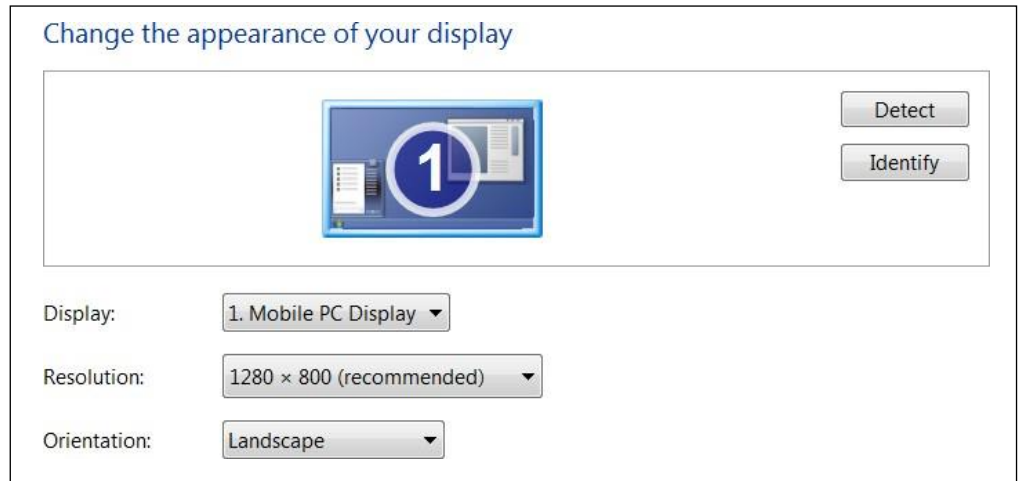 Change the appearance of your display
1
Detect
Identify
Display: 1. Mobile PC Display
Resolution: 1280 × 800 (recommended)
Orientation: Landscape